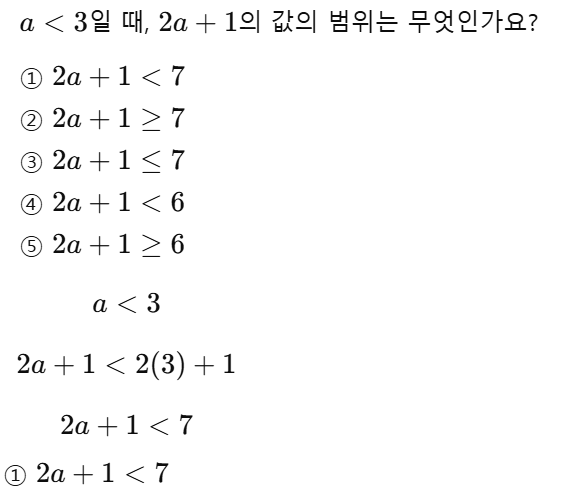 a < 3일 때, 2a + 1의 값의 범위는 무엇인가요?
① 2a + 1 < 7
② 2a + 1 ≥ 7
③ 2a + 1 ≤ 7
④ 2a + 1 < 6
⑤ 2a + 1 ≥ 6
a < 3
2a + 1 < 2(3) + 1
2a + 1 < 7
① 2a + 1 < 7